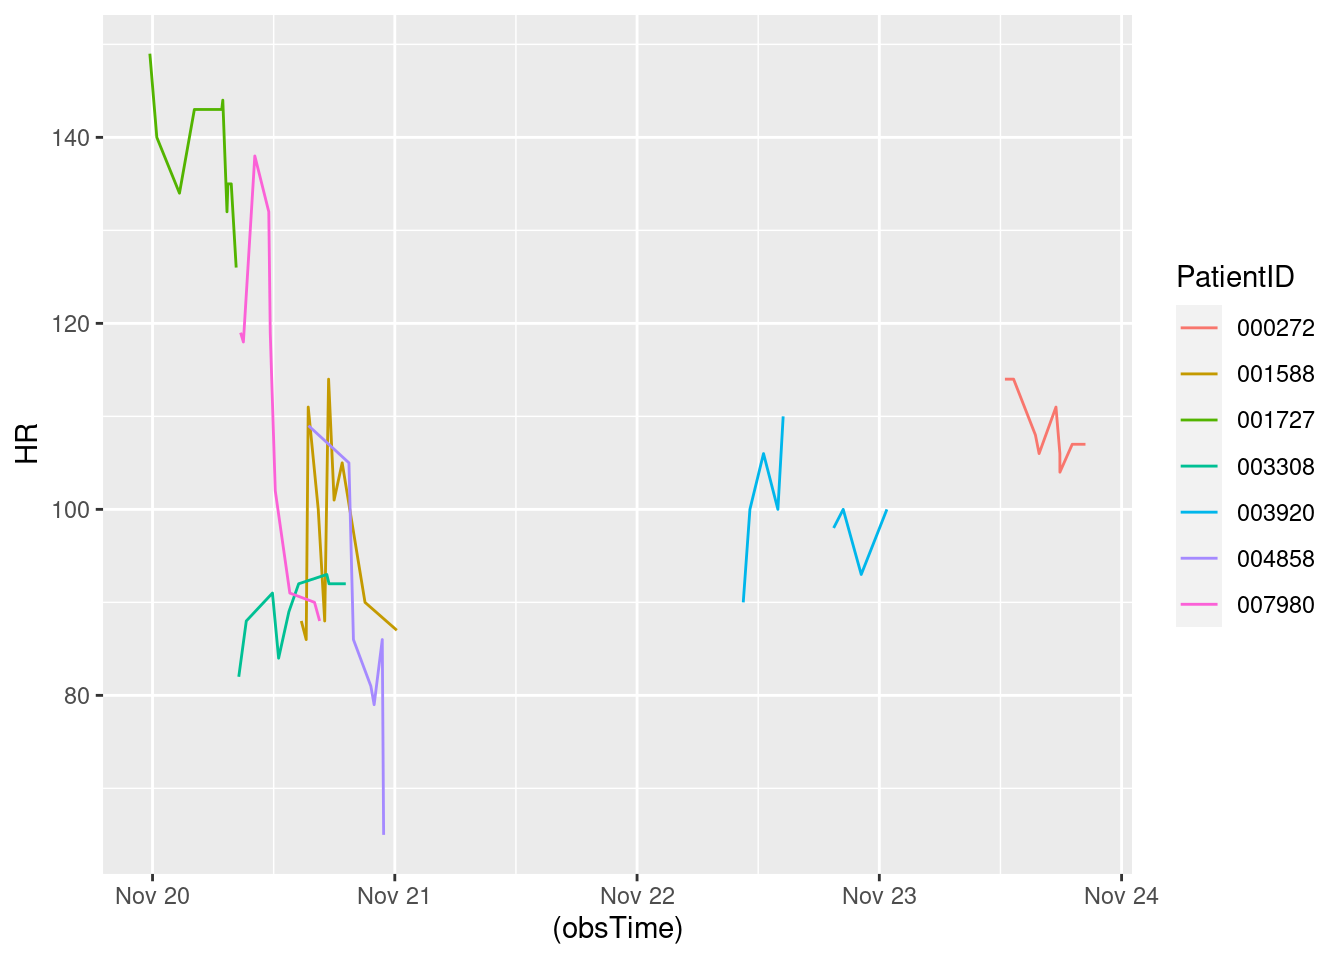 140
120
100
80
HR
Nov 20
Nov 21
Nov 22
Nov 23
Nov 24
(obsTime)
PatientID
000272
001588
001727
003308
003920
004858
007980